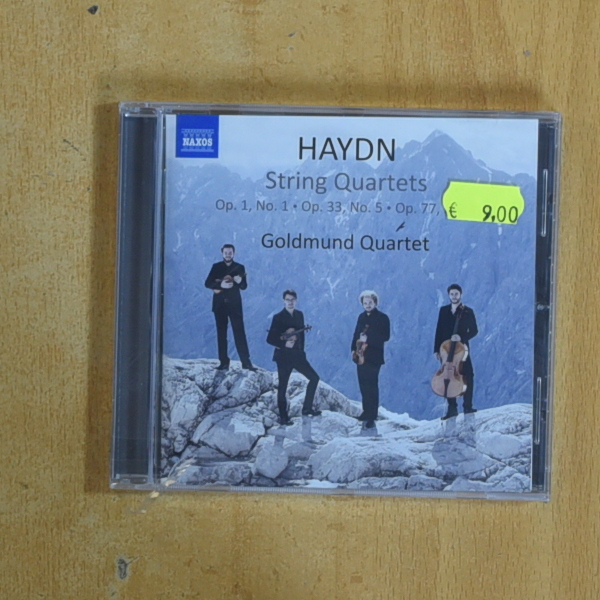 NAXOS
HAYDN
String Quartets
Op. 1, No. 1 • Op. 33, No. 5 • Op. 77,
€ 9,00
Goldmund Quartet